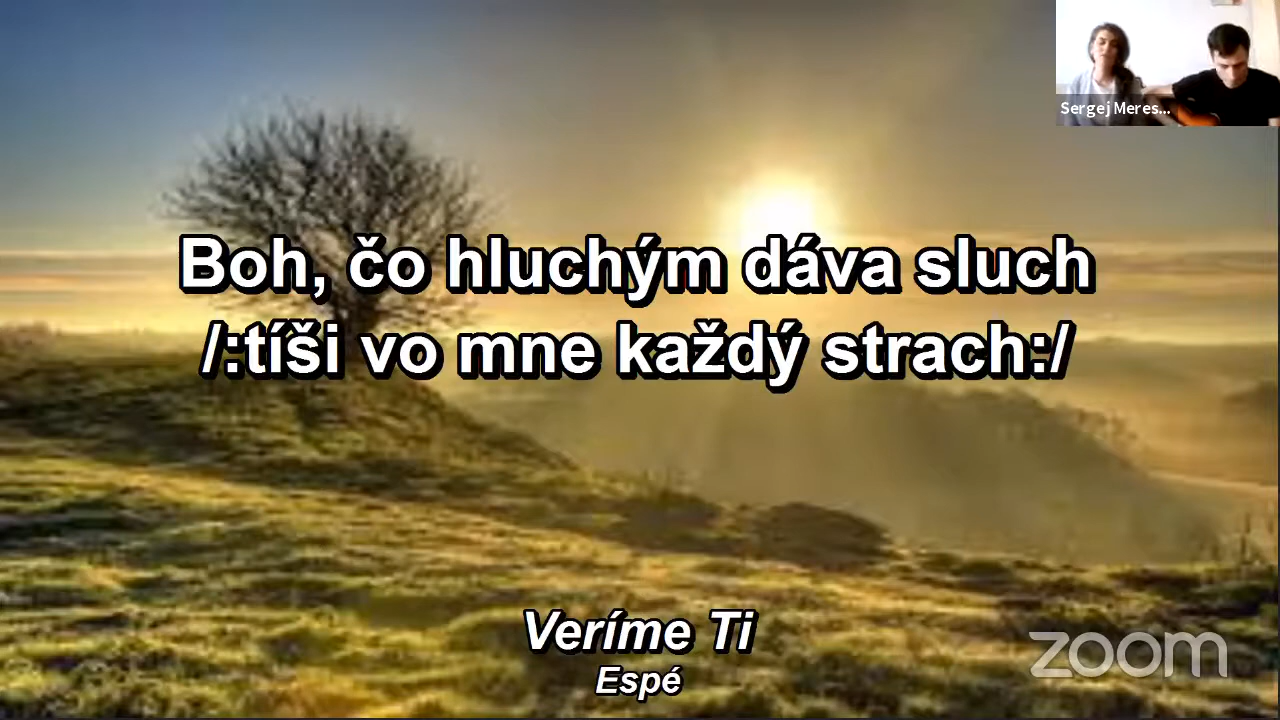 Sergej Meres...
Boh, čo hluchým dáva sluch
/:tíši vo mne každý strach:/
Veríme Ti
Espé
zoom